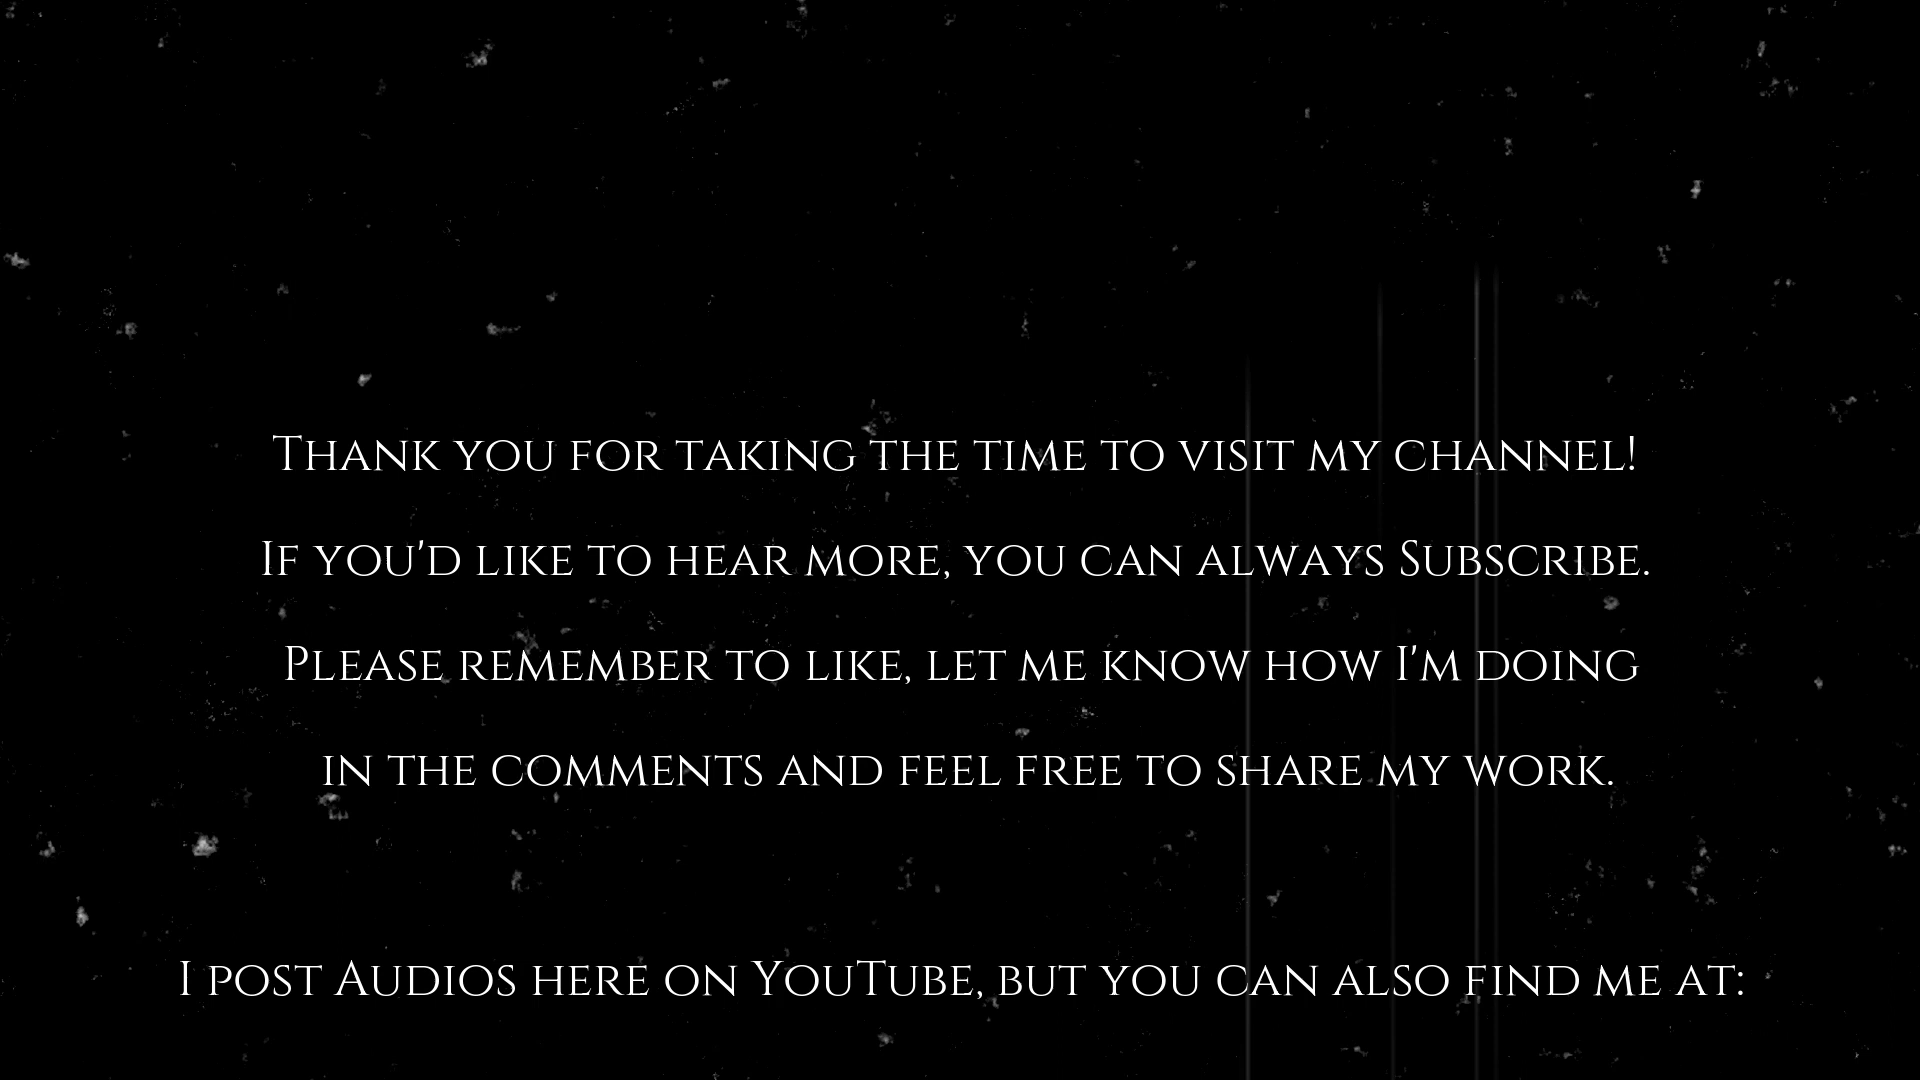 Thank you for taking the time to visit my channel!
If you'd like to hear more, you can always Subscribe.
Please remember to like, let me know how I'm doing
in the comments and feel free to share my work.
I post Audios here on YouTube, but you can also find me at: